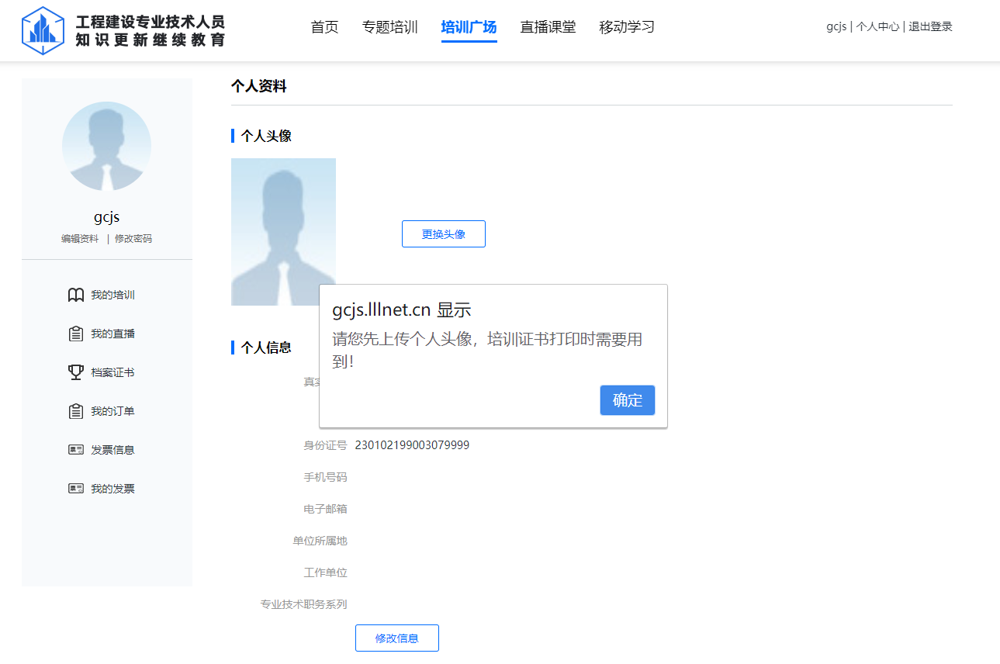 工程建设专业技术人员
知识更新继续教育
首页 专题培训 培训广场 直播课堂 移动学习
gcjs | 个人中心 | 退出登录
gcjs
编辑资料 | 修改密码
我的培训
我的直播
档案证书
我的订单
发票信息
我的发票
个人资料
个人头像
更换头像
gcjs.lllnet.cn 显示
请您先上传个人头像，培训证书打印时需要用
到！
确定
个人信息
真
身份证号 230102199003079999
手机号码
电子邮箱
单位所属地
工作单位
专业技术职务系列
修改信息